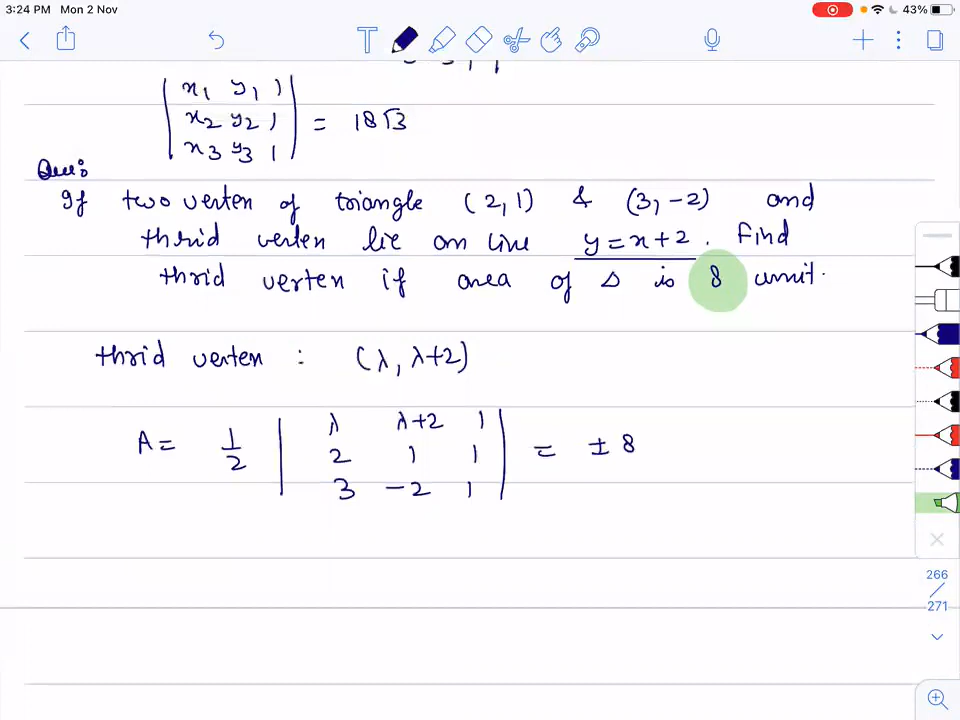 3:24 PM Mon 2 Nov
43%
| x₁ y₁ 1 |
| x₂ y₂ 1 | = 18√3
| x₃ y₃ 1 |
Que:
If two verten of triangle (2,1) & (3,-2) and
thrid verten lie on line y=x+2. Find
thrid verten if area of Δ is 8 unit.
thrid verten : (λ, λ+2)
| λ λ+2 1 |
A= 1/2 | 2 1 1 | = ±8
| 3 -2 1 |
266
/
271